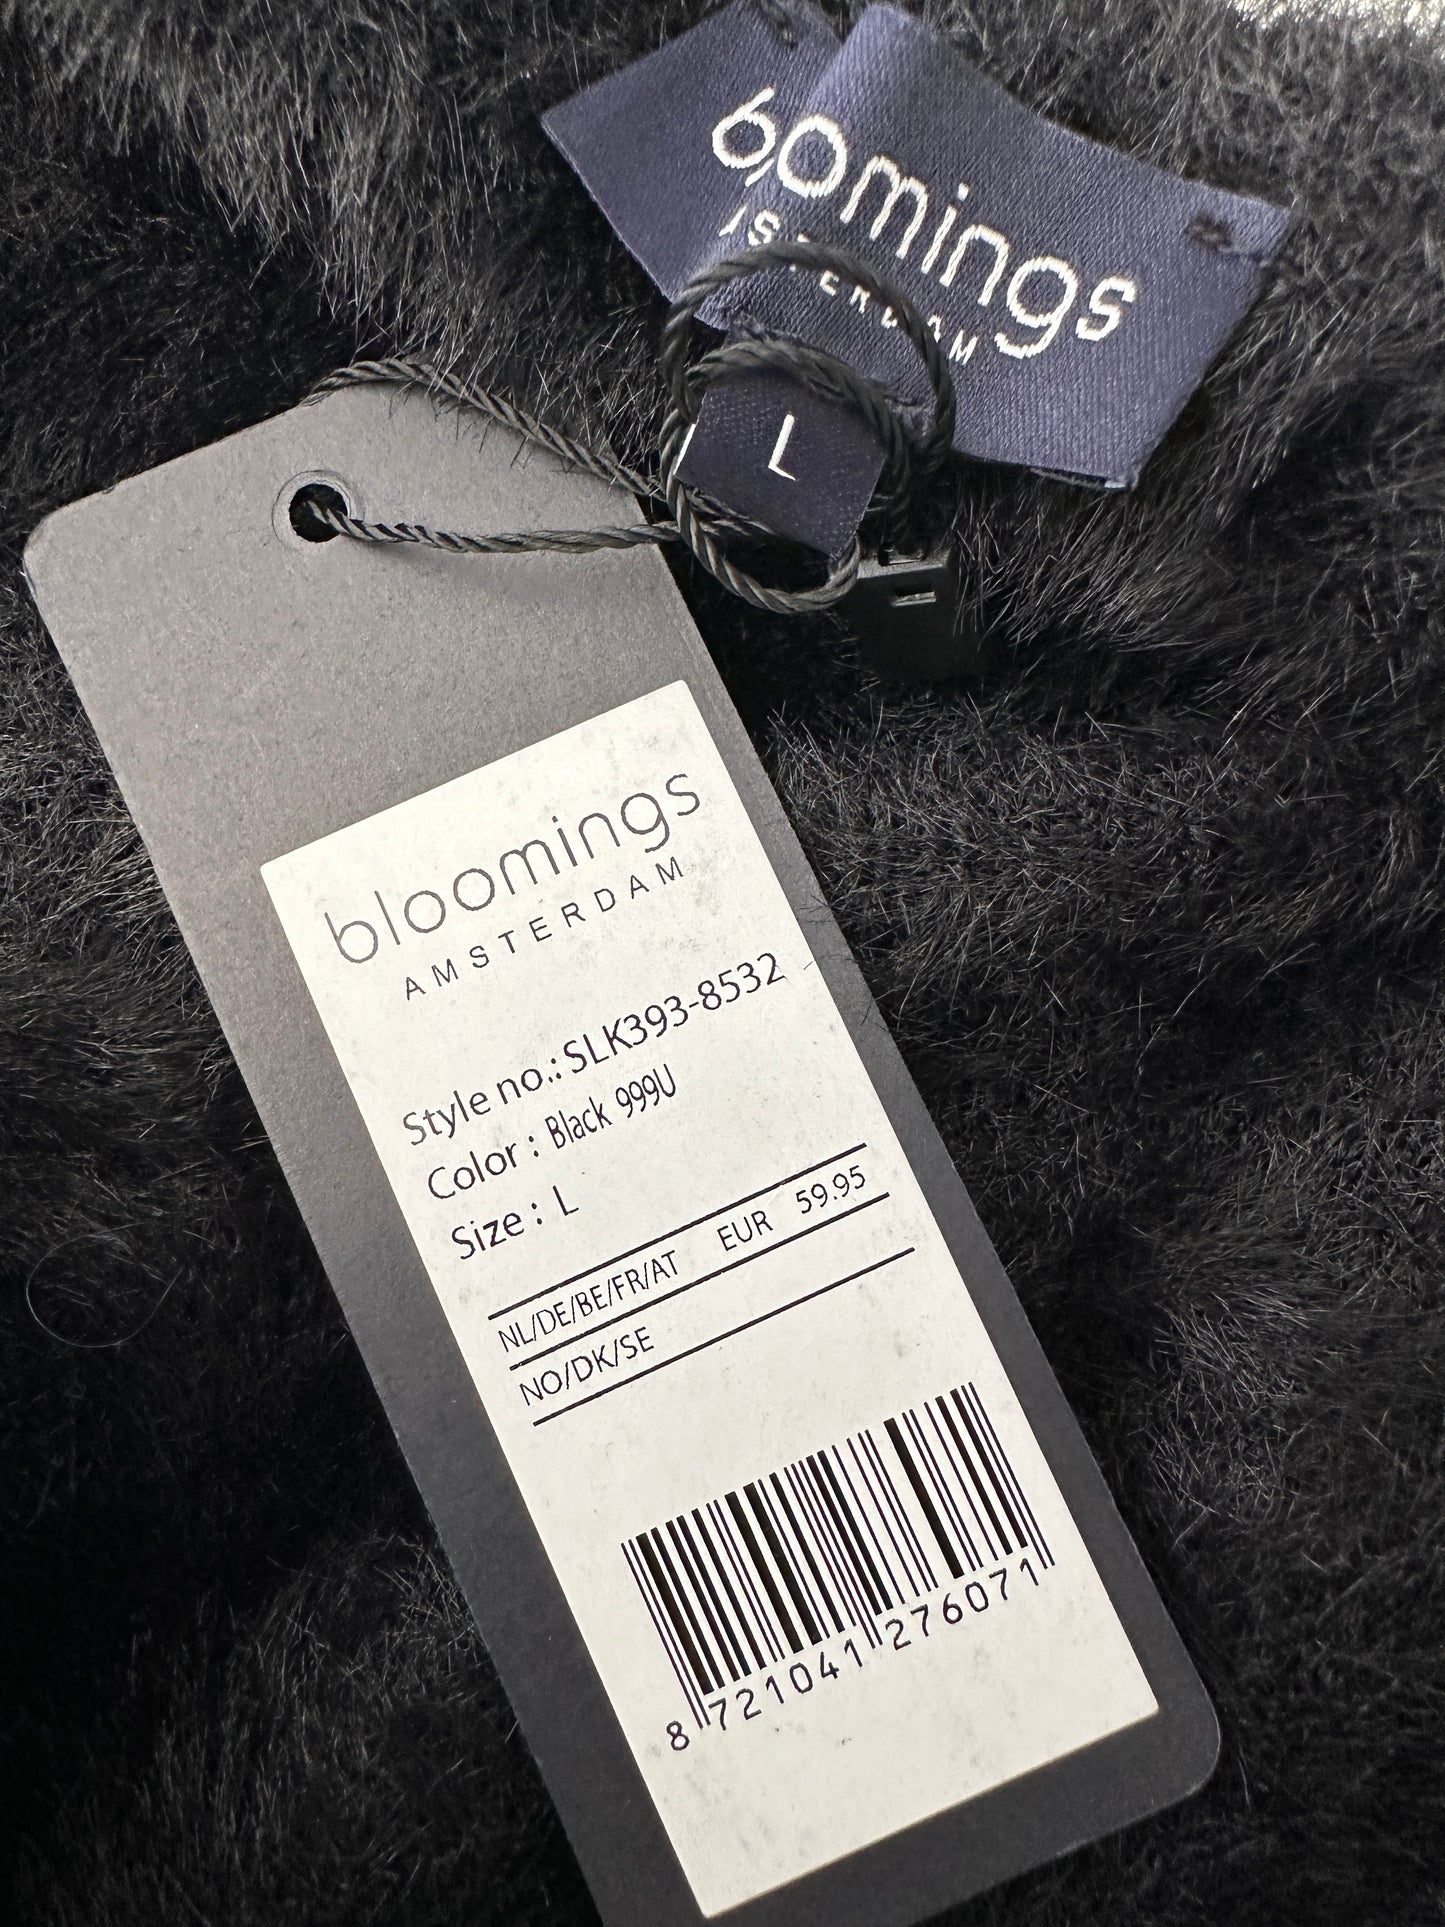 bloomings
AMSTERDAM
L
bloomings
AMSTERDAM
Style no.: SLK393-8532
Color : Black 999U
Size : L
NL/DE/BE/FR/AT EUR 59.95
NO/DK/SE
8 721041 276071